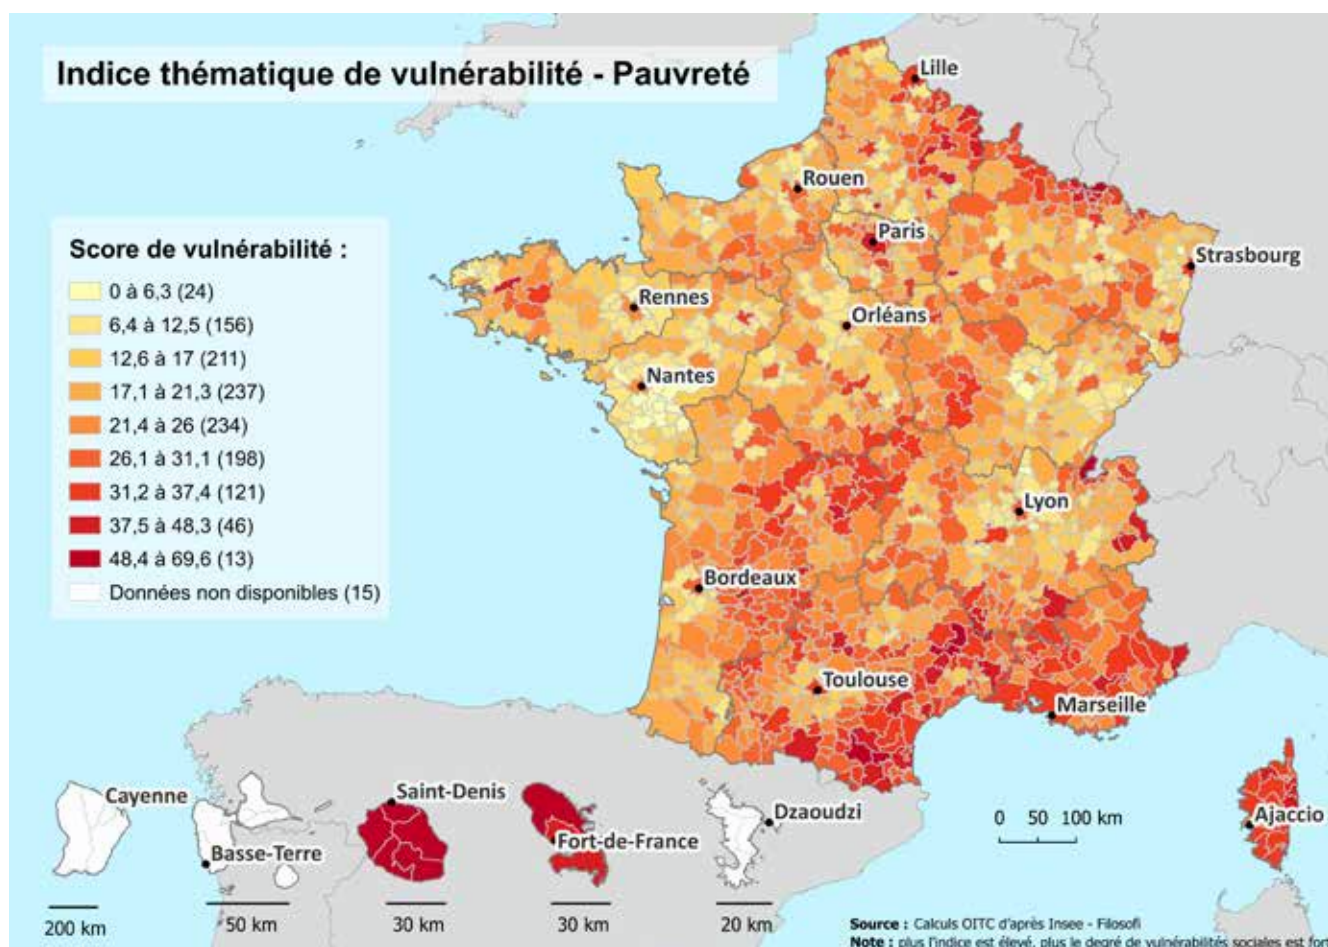 Indice thématique de vulnérabilité - Pauvreté
Lille
Rouen
Paris
Strasbourg
Score de vulnérabilité :
0 à 6,3 (24)
6,4 à 12,5 (156)
12,6 à 17 (211)
17,1 à 21,3 (237)
21,4 à 26 (234)
26,1 à 31,1 (198)
31,2 à 37,4 (121)
37,5 à 48,3 (46)
48,4 à 69,6 (13)
Données non disponibles (15)
Rennes
Orléans
Nantes
Lyon
Bordeaux
Toulouse
Marseille
Cayenne
Basse-Terre
Saint-Denis
Fort-de-France
Dzaoudzi
Ajaccio
0 50 100 km
200 km
50 km
30 km
30 km
20 km
Source : Calculs OITC d'après Insee - Filosofi
Note : plus l'indice est élevé, plus le degré de vulnérabilités sociales est fort